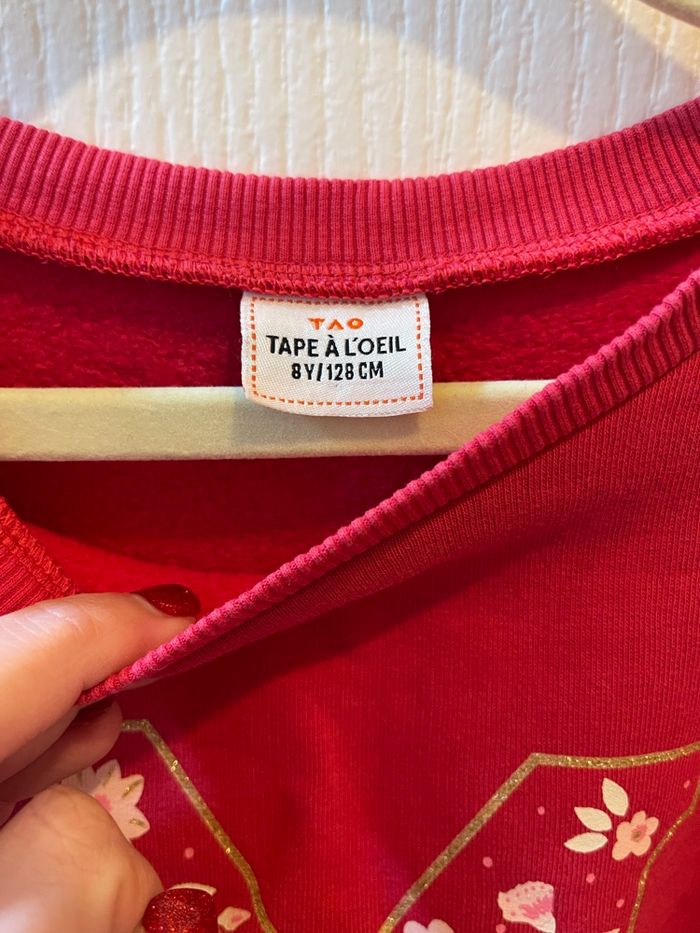 TAO
TAPE À L'OEIL
8Y/128 CM